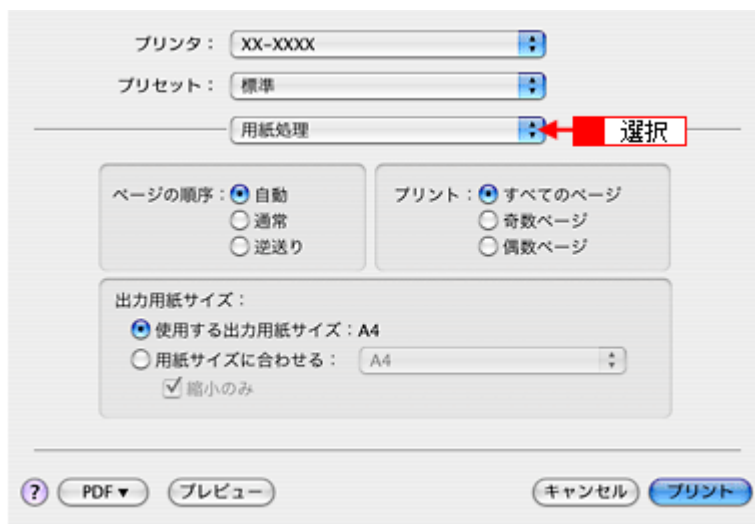 プリンタ： XX-XXXX
プリセット： 標準
用紙処理 選択
ページの順序： 自動 プリント： すべてのページ
通常 奇数ページ
逆送り 偶数ページ
出力用紙サイズ：
使用する出力用紙サイズ：A4
用紙サイズに合わせる： A4
縮小のみ
? PDF▼ プレビュー キャンセル プリント